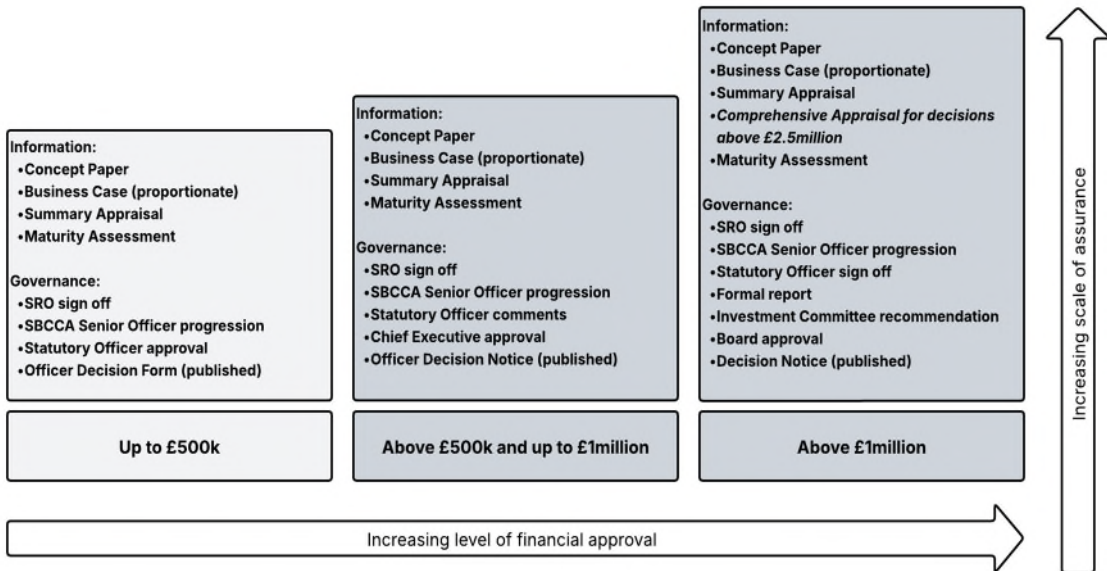 Information:
•Concept Paper
•Business Case (proportionate)
•Summary Appraisal
•Maturity Assessment
Governance:
•SRO sign off
•SBCCA Senior Officer progression
•Statutory Officer approval
•Officer Decision Form (published)
Up to £500k
Information:
•Concept Paper
•Business Case (proportionate)
•Summary Appraisal
•Maturity Assessment
Governance:
•SRO sign off
•SBCCA Senior Officer progression
•Statutory Officer comments
•Chief Executive approval
•Officer Decision Notice (published)
Above £500k and up to £1million
Information:
•Concept Paper
•Business Case (proportionate)
•Summary Appraisal
•Comprehensive Appraisal for decisions
above £2.5million
•Maturity Assessment
Governance:
•SRO sign off
•SBCCA Senior Officer progression
•Statutory Officer sign off
•Formal report
•Investment Committee recommendation
•Board approval
•Decision Notice (published)
Above £1million
Increasing scale of assurance
Increasing level of financial approval